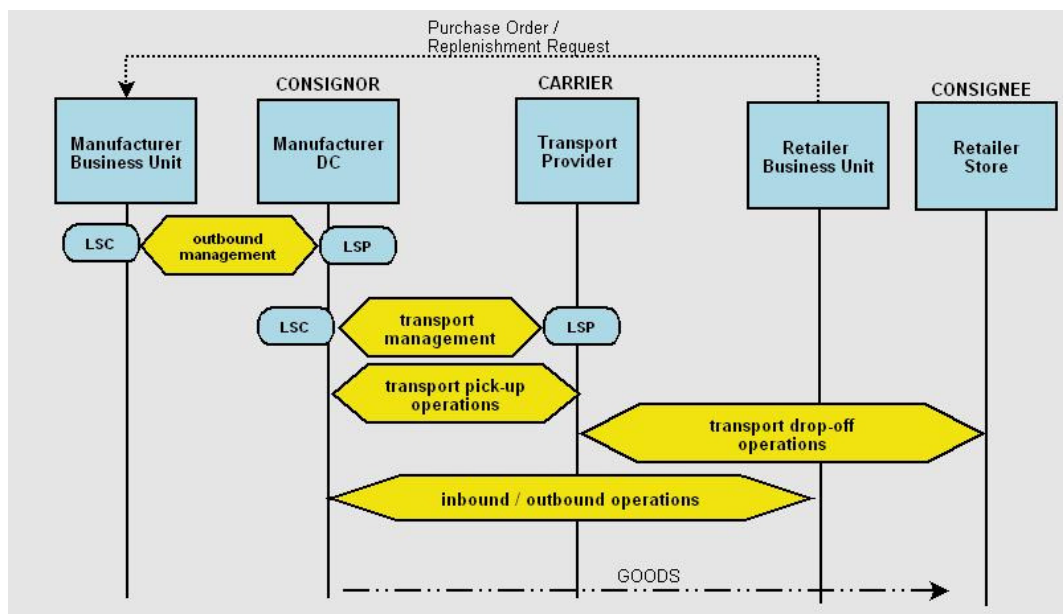 Purchase Order /
Replenishment Request
CONSIGNOR
CARRIER
CONSIGNEE
Manufacturer
Business Unit
Manufacturer
DC
Transport
Provider
Retailer
Business Unit
Retailer
Store
LSC
outbound
management
LSP
LSC
transport
management
LSP
transport pick-up
operations
transport drop-off
operations
inbound / outbound operations
GOODS